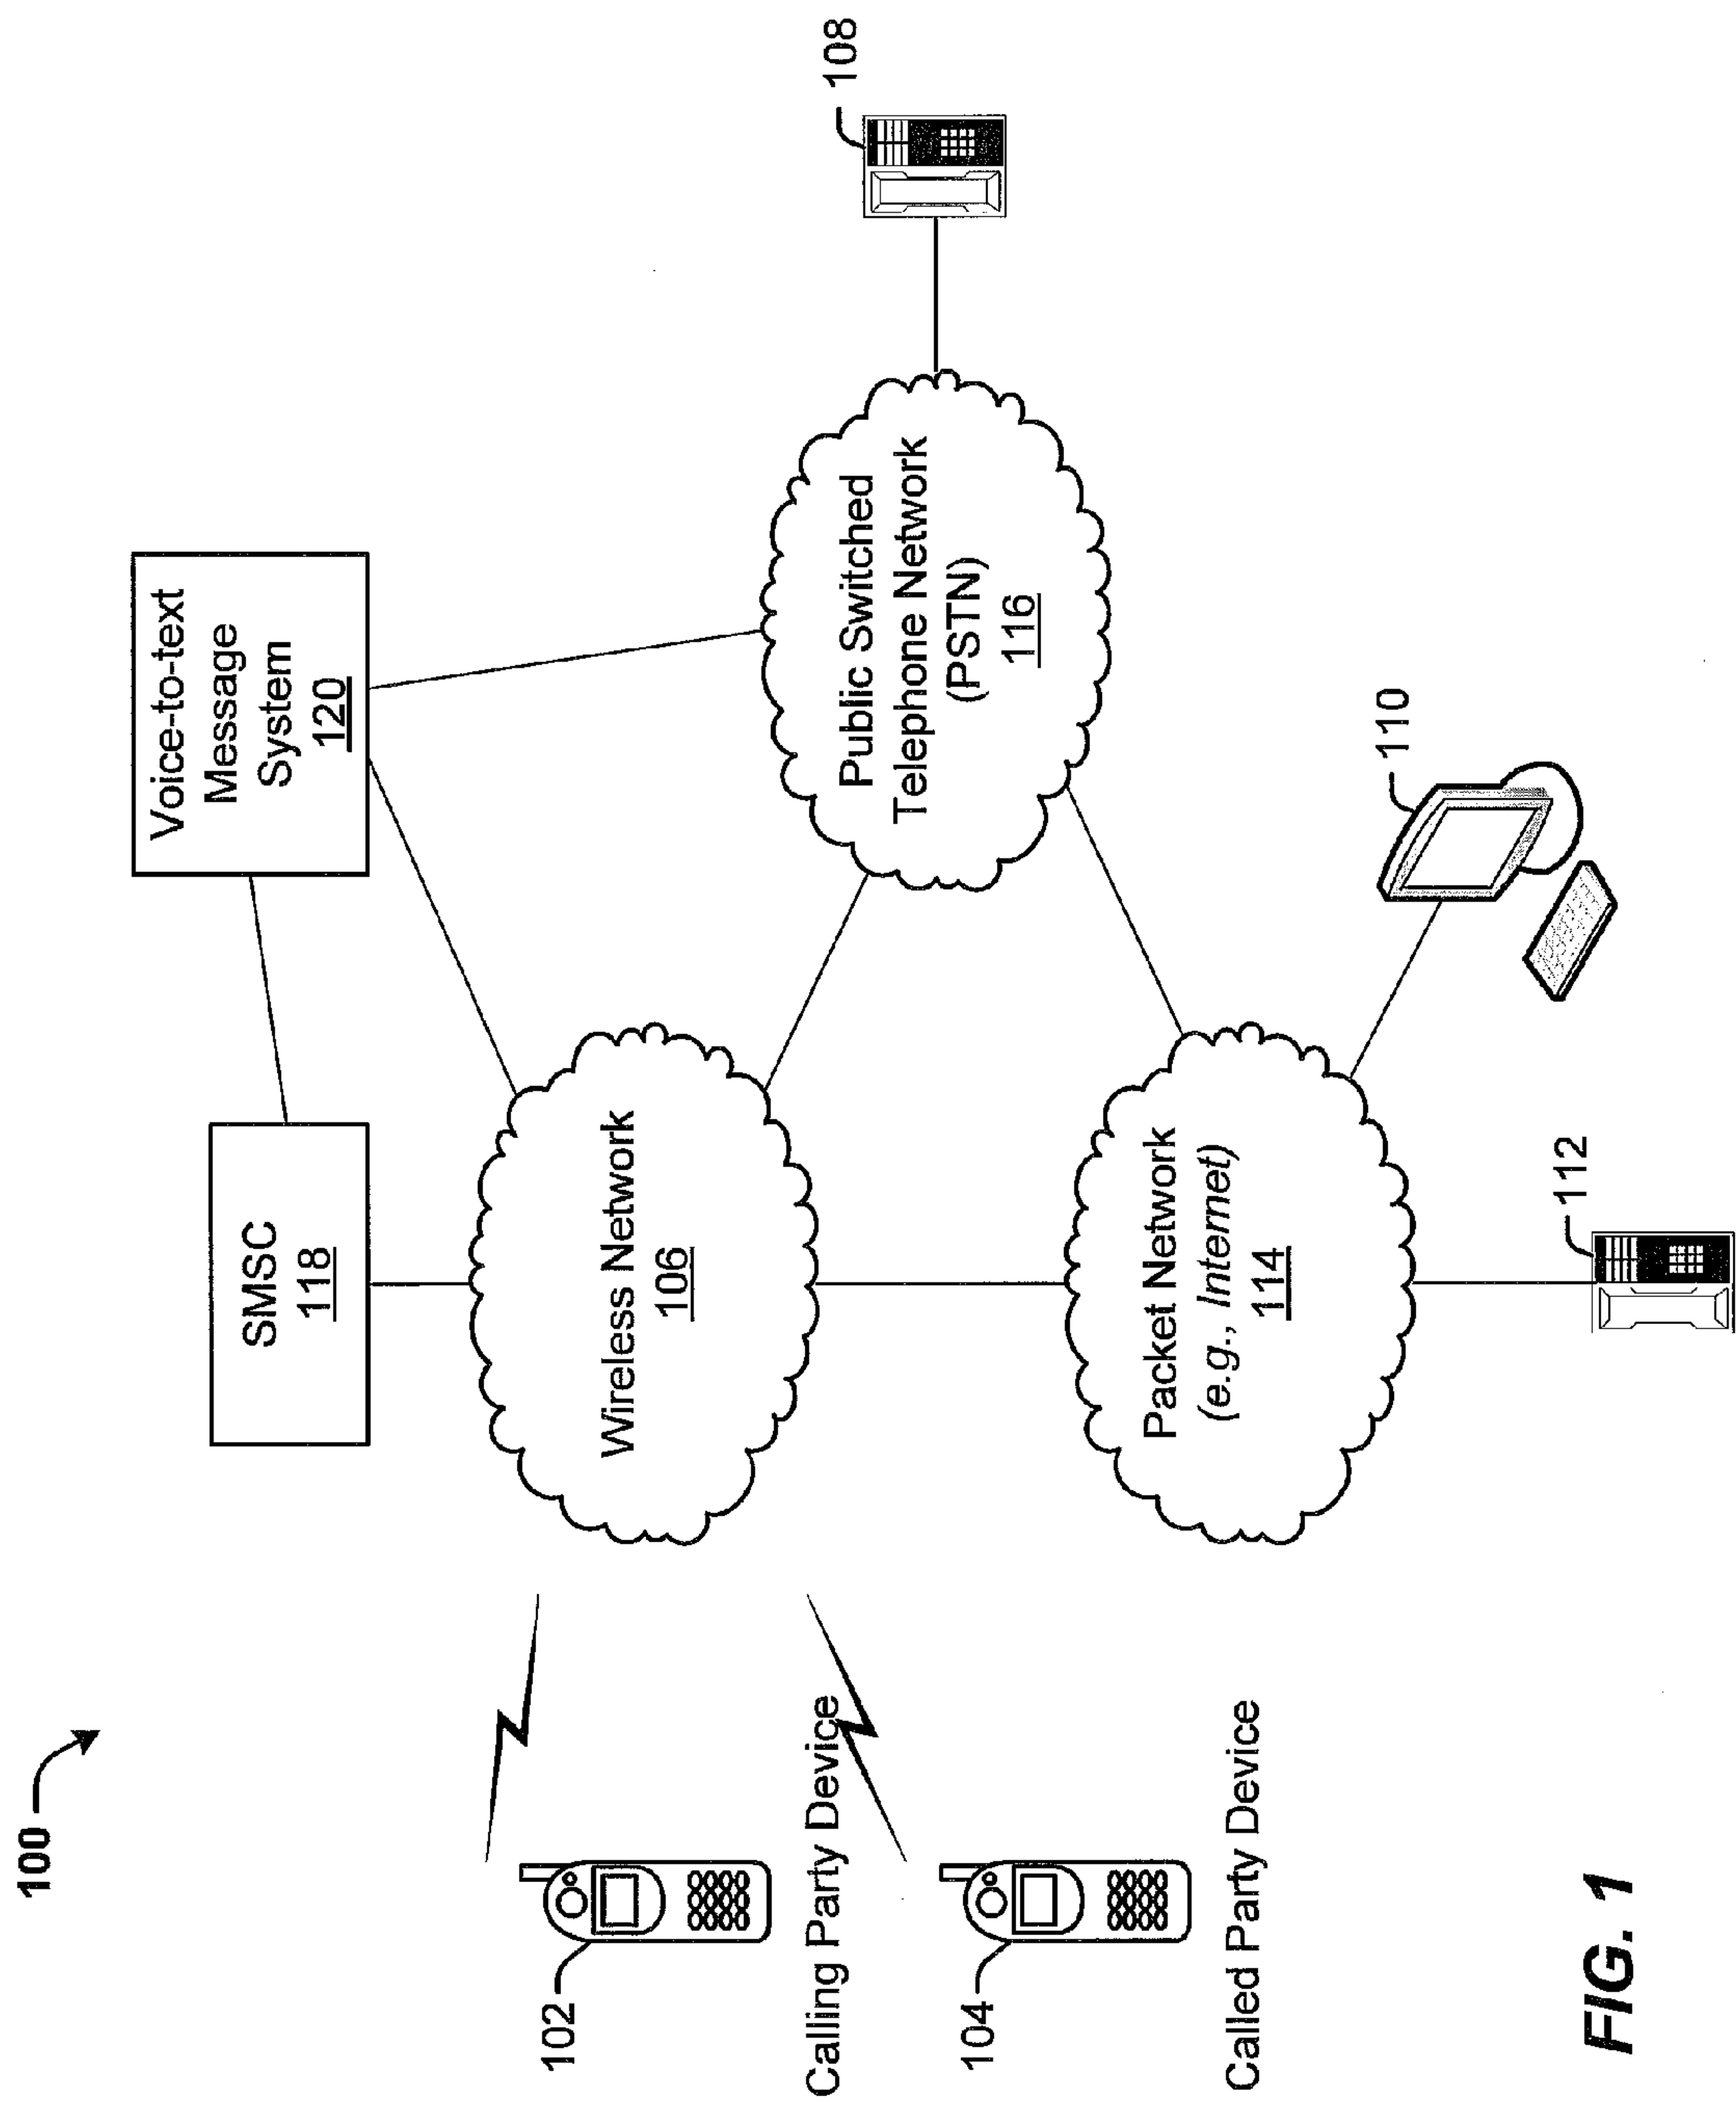 100
102
Calling Party Device
104
Called Party Device
SMSC
118
Voice-to-text
Message
System
120
Wireless Network
106
Public Switched
Telephone Network
(PSTN)
116
108
Packet Network
(e.g., Internet)
114
110
112
FIG. 1